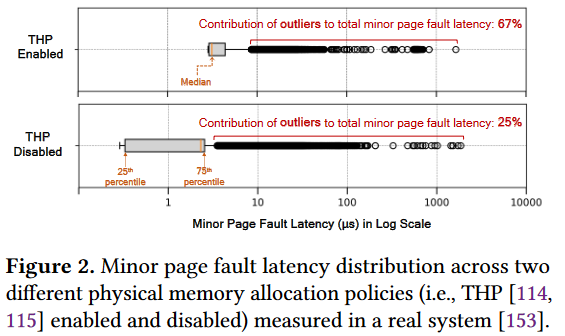 Contribution of outliers to total minor page fault latency: 67%
THP
Enabled
Median
Contribution of outliers to total minor page fault latency: 25%
THP
Disabled
25th
percentile
75th
percentile
1
10
100
1000
10000
Minor Page Fault Latency (µs) in Log Scale
Figure 2. Minor page fault latency distribution across two
different physical memory allocation policies (i.e., THP [114,
115] enabled and disabled) measured in a real system [153].